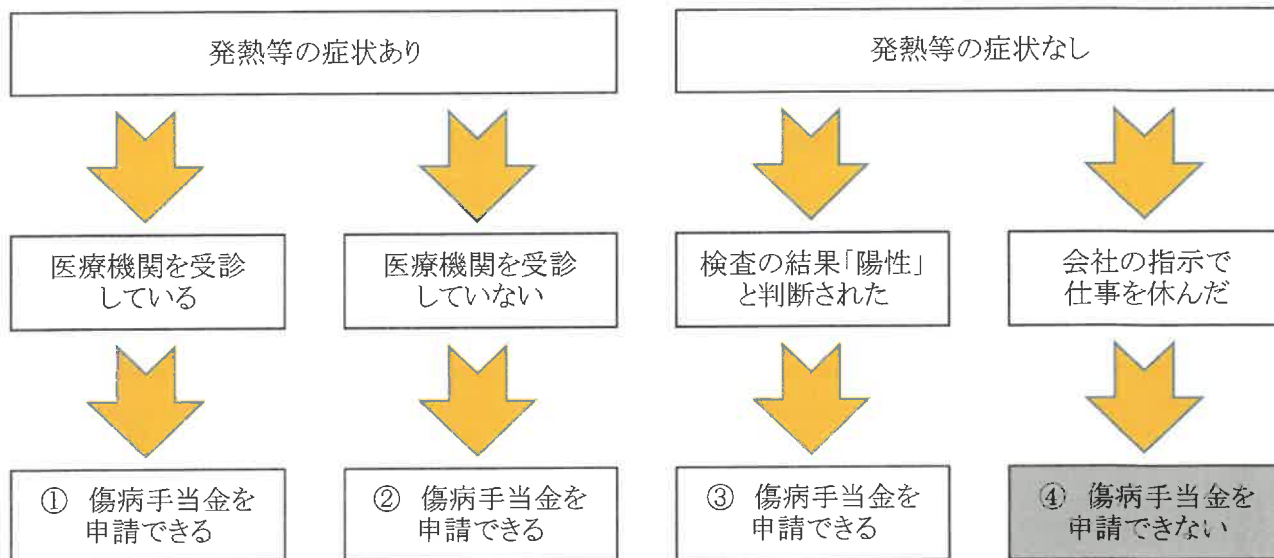 発熱等の症状あり
発熱等の症状なし
医療機関を受診
している
医療機関を受診
していない
検査の結果「陽性」
と判断された
会社の指示で
仕事を休んだ
① 傷病手当金を
申請できる
② 傷病手当金を
申請できる
③ 傷病手当金を
申請できる
④ 傷病手当金を
申請できない